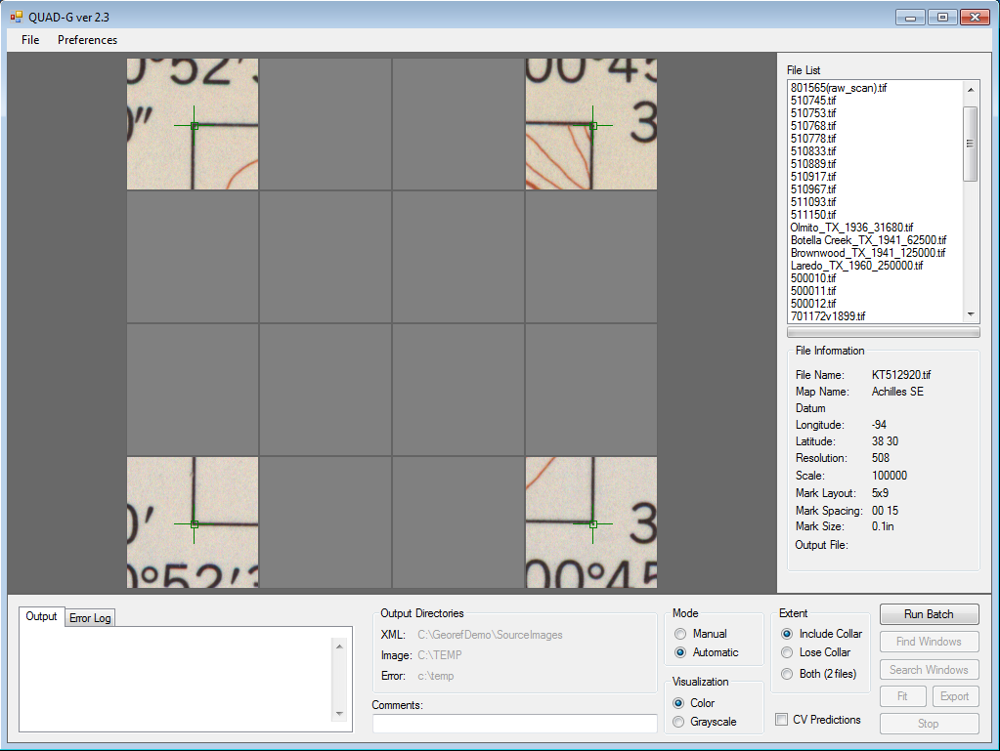 QUAD-G ver 2.3
File Preferences
0°52'3
00°45
0"
3
0'
3
0°52'3
00°45
File List
801565(raw_scan).tif
510745.tif
510753.tif
510768.tif
510778.tif
510833.tif
510889.tif
510917.tif
510967.tif
511093.tif
511150.tif
Olmito_TX_1936_31680.tif
Botella Creek_TX_1941_62500.tif
Brownwood_TX_1941_125000.tif
Laredo_TX_1960_250000.tif
500010.tif
500011.tif
500012.tif
701172v1899.tif
File Information
File Name: KT512920.tif
Map Name: Achilles SE
Datum
Longitude: -94
Latitude: 38 30
Resolution: 508
Scale: 100000
Mark Layout: 5x9
Mark Spacing: 00 15
Mark Size: 0.1in
Output File:
Output Error Log
Output Directories
XML: C:\GeorefDemo\SourceImages
Image: C:\TEMP
Error: c:\temp
Comments:
Mode
Manual
Automatic
Visualization
Color
Grayscale
Extent
Include Collar
Lose Collar
Both (2 files)
CV Predictions
Run Batch
Find Windows
Search Windows
Fit Export
Stop